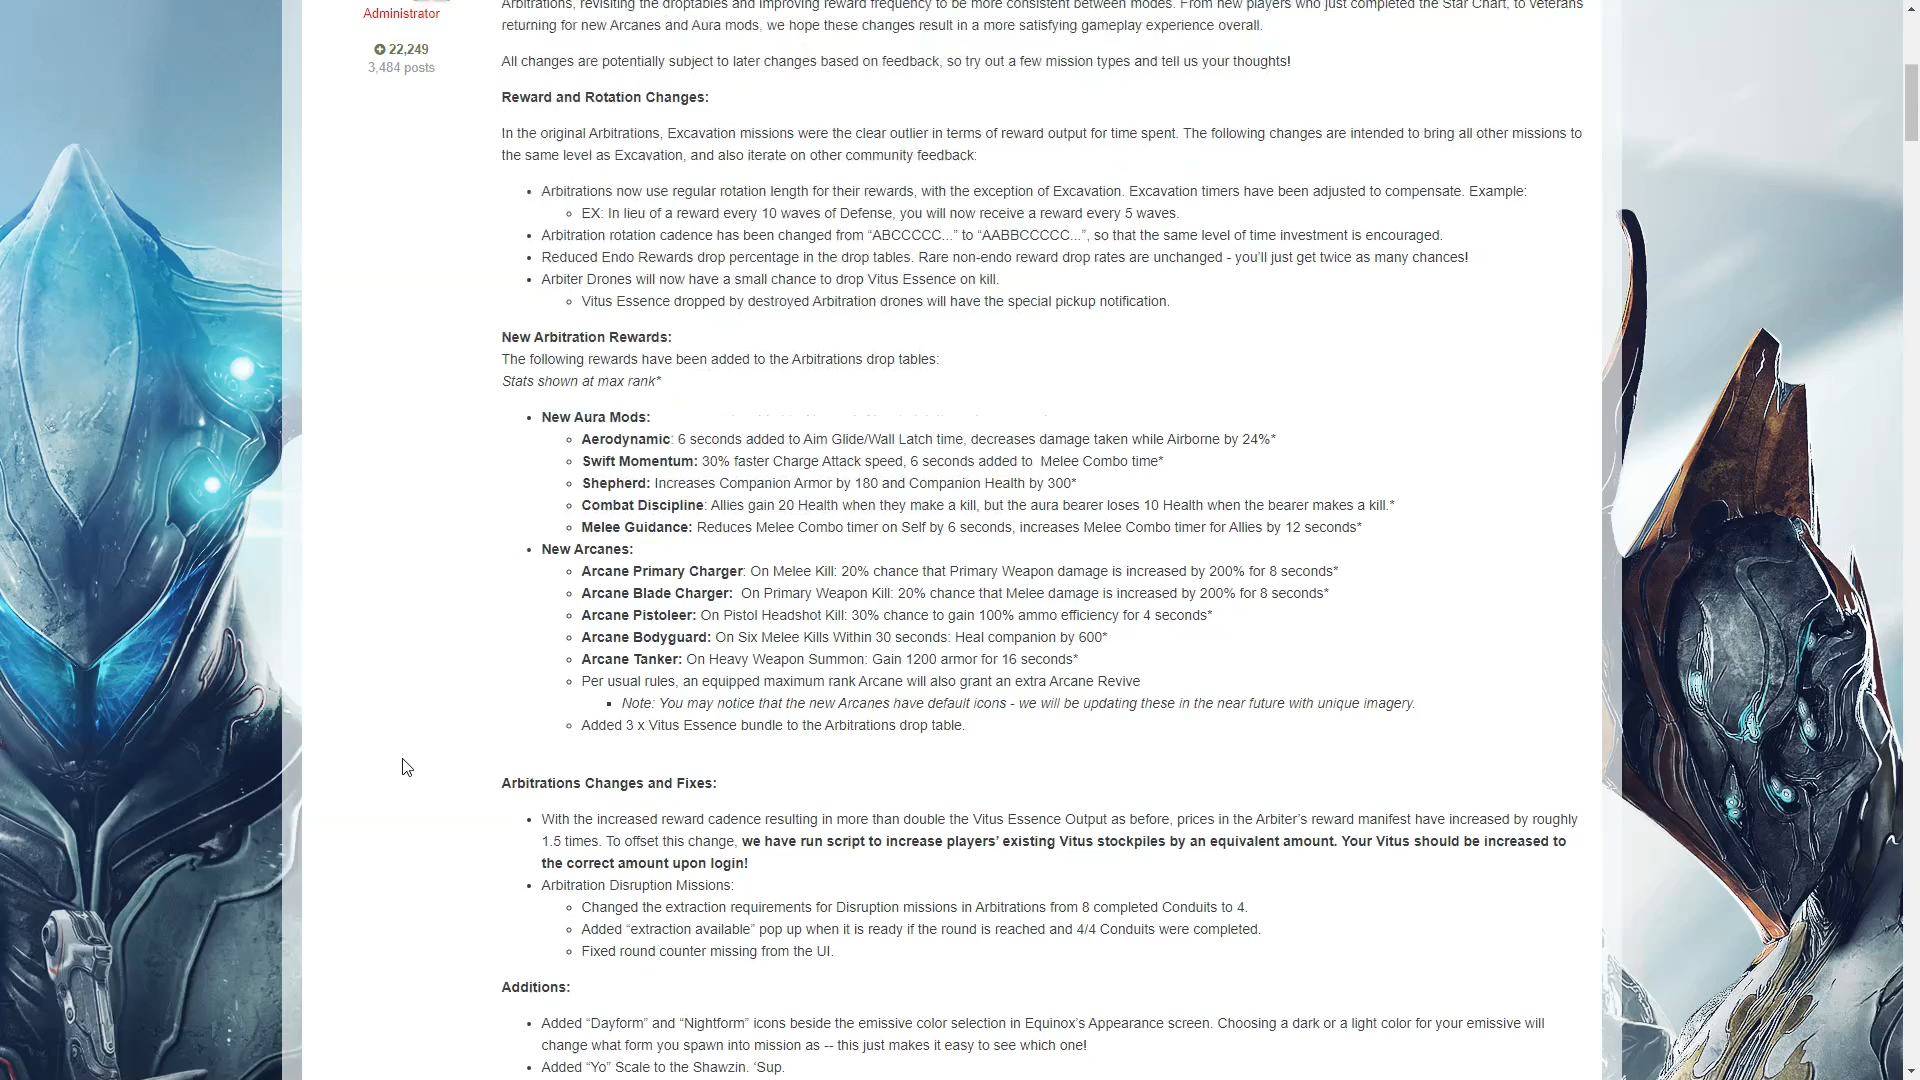 Administrator
22,249
3,484 posts
Arbitrations, revisiting the droptables and improving reward frequency to be more consistent between modes. From new players who just completed the Star Chart, to veterans
returning for new Arcanes and Aura mods, we hope these changes result in a more satisfying gameplay experience overall.
All changes are potentially subject to later changes based on feedback, so try out a few mission types and tell us your thoughts!
Reward and Rotation Changes:
In the original Arbitrations, Excavation missions were the clear outlier in terms of reward output for time spent. The following changes are intended to bring all other missions to
the same level as Excavation, and also iterate on other community feedback:
• Arbitrations now use regular rotation length for their rewards, with the exception of Excavation. Excavation timers have been adjusted to compensate. Example:
◦ EX: In lieu of a reward every 10 waves of Defense, you will now receive a reward every 5 waves.
• Arbitration rotation cadence has been changed from “ABCCCCC...” to “AABBCCCCC...”, so that the same level of time investment is encouraged.
• Reduced Endo Rewards drop percentage in the drop tables. Rare non-endo reward drop rates are unchanged - you’ll just get twice as many chances!
• Arbiter Drones will now have a small chance to drop Vitus Essence on kill.
◦ Vitus Essence dropped by destroyed Arbitration drones will have the special pickup notification.
New Arbitration Rewards:
The following rewards have been added to the Arbitrations drop tables:
Stats shown at max rank*
• New Aura Mods:
◦ Aerodynamic: 6 seconds added to Aim Glide/Wall Latch time, decreases damage taken while Airborne by 24%*
◦ Swift Momentum: 30% faster Charge Attack speed, 6 seconds added to Melee Combo time*
◦ Shepherd: Increases Companion Armor by 180 and Companion Health by 300*
◦ Combat Discipline: Allies gain 20 Health when they make a kill, but the aura bearer loses 10 Health when the bearer makes a kill.*
◦ Melee Guidance: Reduces Melee Combo timer on Self by 6 seconds, increases Melee Combo timer for Allies by 12 seconds*
• New Arcanes:
◦ Arcane Primary Charger: On Melee Kill: 20% chance that Primary Weapon damage is increased by 200% for 8 seconds*
◦ Arcane Blade Charger: On Primary Weapon Kill: 20% chance that Melee damage is increased by 200% for 8 seconds*
◦ Arcane Pistoleer: On Pistol Headshot Kill: 30% chance to gain 100% ammo efficiency for 4 seconds*
◦ Arcane Bodyguard: On Six Melee Kills Within 30 seconds: Heal companion by 600*
◦ Arcane Tanker: On Heavy Weapon Summon: Gain 1200 armor for 16 seconds*
◦ Per usual rules, an equipped maximum rank Arcane will also grant an extra Arcane Revive
▪ Note: You may notice that the new Arcanes have default icons - we will be updating these in the near future with unique imagery.
◦ Added 3 x Vitus Essence bundle to the Arbitrations drop table.
Arbitrations Changes and Fixes:
• With the increased reward cadence resulting in more than double the Vitus Essence Output as before, prices in the Arbiter’s reward manifest have increased by roughly
1.5 times. To offset this change, we have run script to increase players’ existing Vitus stockpiles by an equivalent amount. Your Vitus should be increased to
the correct amount upon login!
• Arbitration Disruption Missions:
◦ Changed the extraction requirements for Disruption missions in Arbitrations from 8 completed Conduits to 4.
◦ Added “extraction available” pop up when it is ready if the round is reached and 4/4 Conduits were completed.
◦ Fixed round counter missing from the UI.
Additions:
• Added “Dayform” and “Nightform” icons beside the emissive color selection in Equinox’s Appearance screen. Choosing a dark or a light color for your emissive will
change what form you spawn into mission as -- this just makes it easy to see which one!
• Added “Yo” Scale to the Shawzin. ‘Sup.